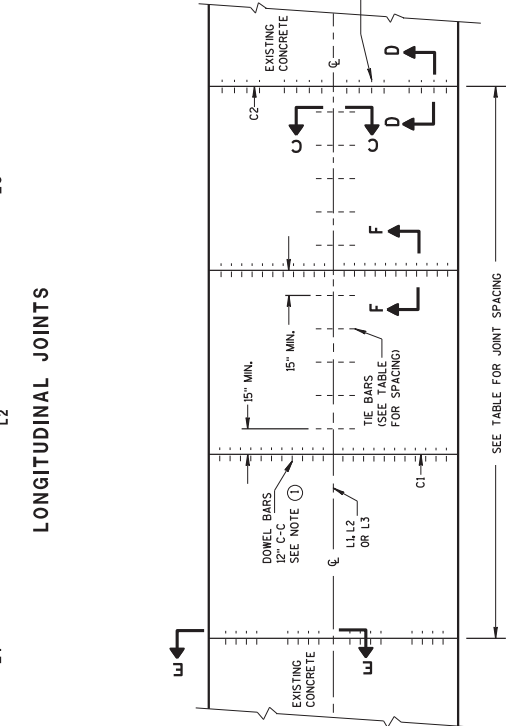 LONGITUDINAL JOINTS
L2
EXISTING
CONCRETE
℄
D
D
C2
C
C
F
F
15" MIN.
15" MIN.
TIE BARS
(SEE TABLE
FOR SPACING)
SEE TABLE FOR JOINT SPACING
DOWEL BARS
12" C-C
SEE NOTE 1
L1, L2
OR L3
C1
℄
E
E
EXISTING
CONCRETE